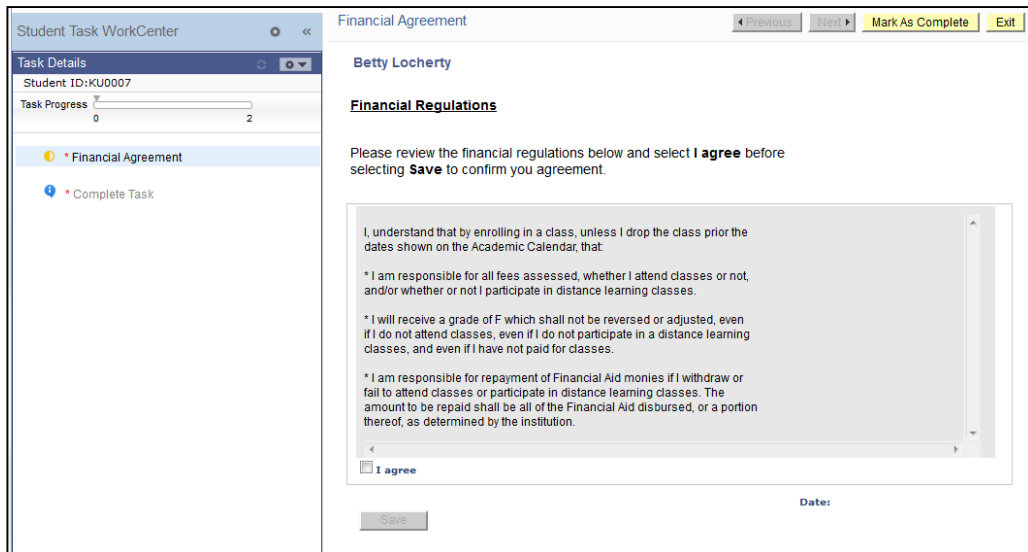 Student Task WorkCenter
Task Details
Student ID:KU0007
Task Progress
0 2
* Financial Agreement
* Complete Task
Financial Agreement
Previous Next Mark As Complete Exit
Betty Locherty
Financial Regulations
Please review the financial regulations below and select I agree before
selecting Save to confirm you agreement.
I, understand that by enrolling in a class, unless I drop the class prior the
dates shown on the Academic Calendar, that:
* I am responsible for all fees assessed, whether I attend classes or not,
and/or whether or not I participate in distance learning classes.
* I will receive a grade of F which shall not be reversed or adjusted, even
if I do not attend classes, even if I do not participate in a distance learning
classes, and even if I have not paid for classes.
* I am responsible for repayment of Financial Aid monies if I withdraw or
fail to attend classes or participate in distance learning classes. The
amount to be repaid shall be all of the Financial Aid disbursed, or a portion
thereof, as determined by the institution.
I agree
Date:
Save